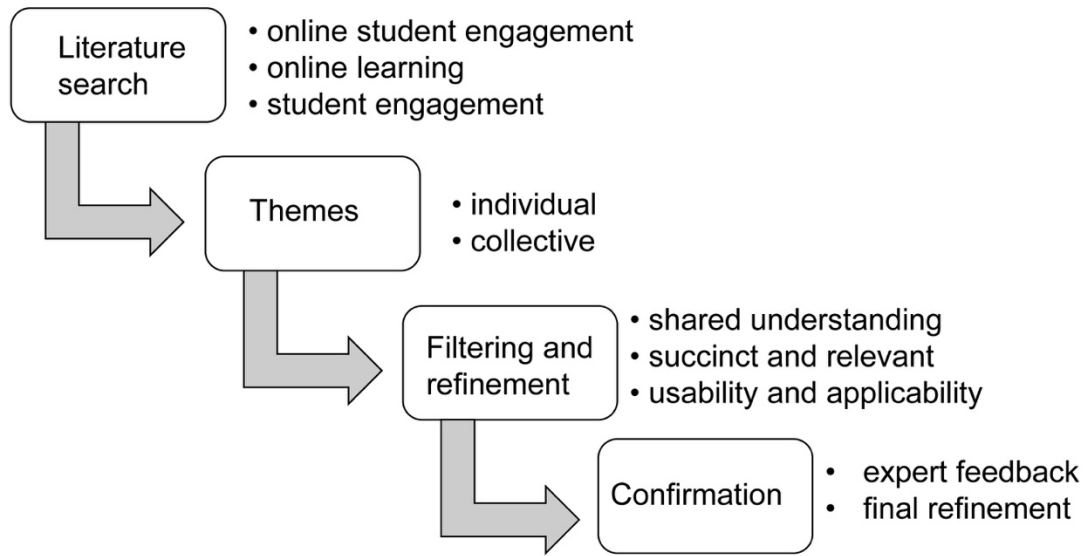 Literature
search
• online student engagement
• online learning
• student engagement
Themes
• individual
• collective
Filtering and
refinement
• shared understanding
• succinct and relevant
• usability and applicability
Confirmation
• expert feedback
• final refinement